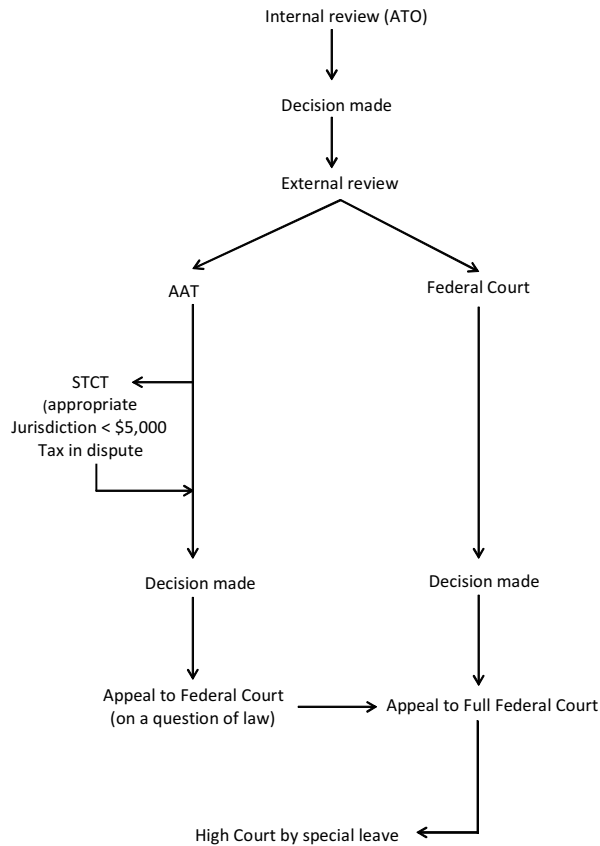 Internal review (ATO)
Decision made
External review
AAT
Federal Court
STCT
(appropriate
Jurisdiction < $5,000
Tax in dispute
Decision made
Decision made
Appeal to Federal Court
(on a question of law)
Appeal to Full Federal Court
High Court by special leave